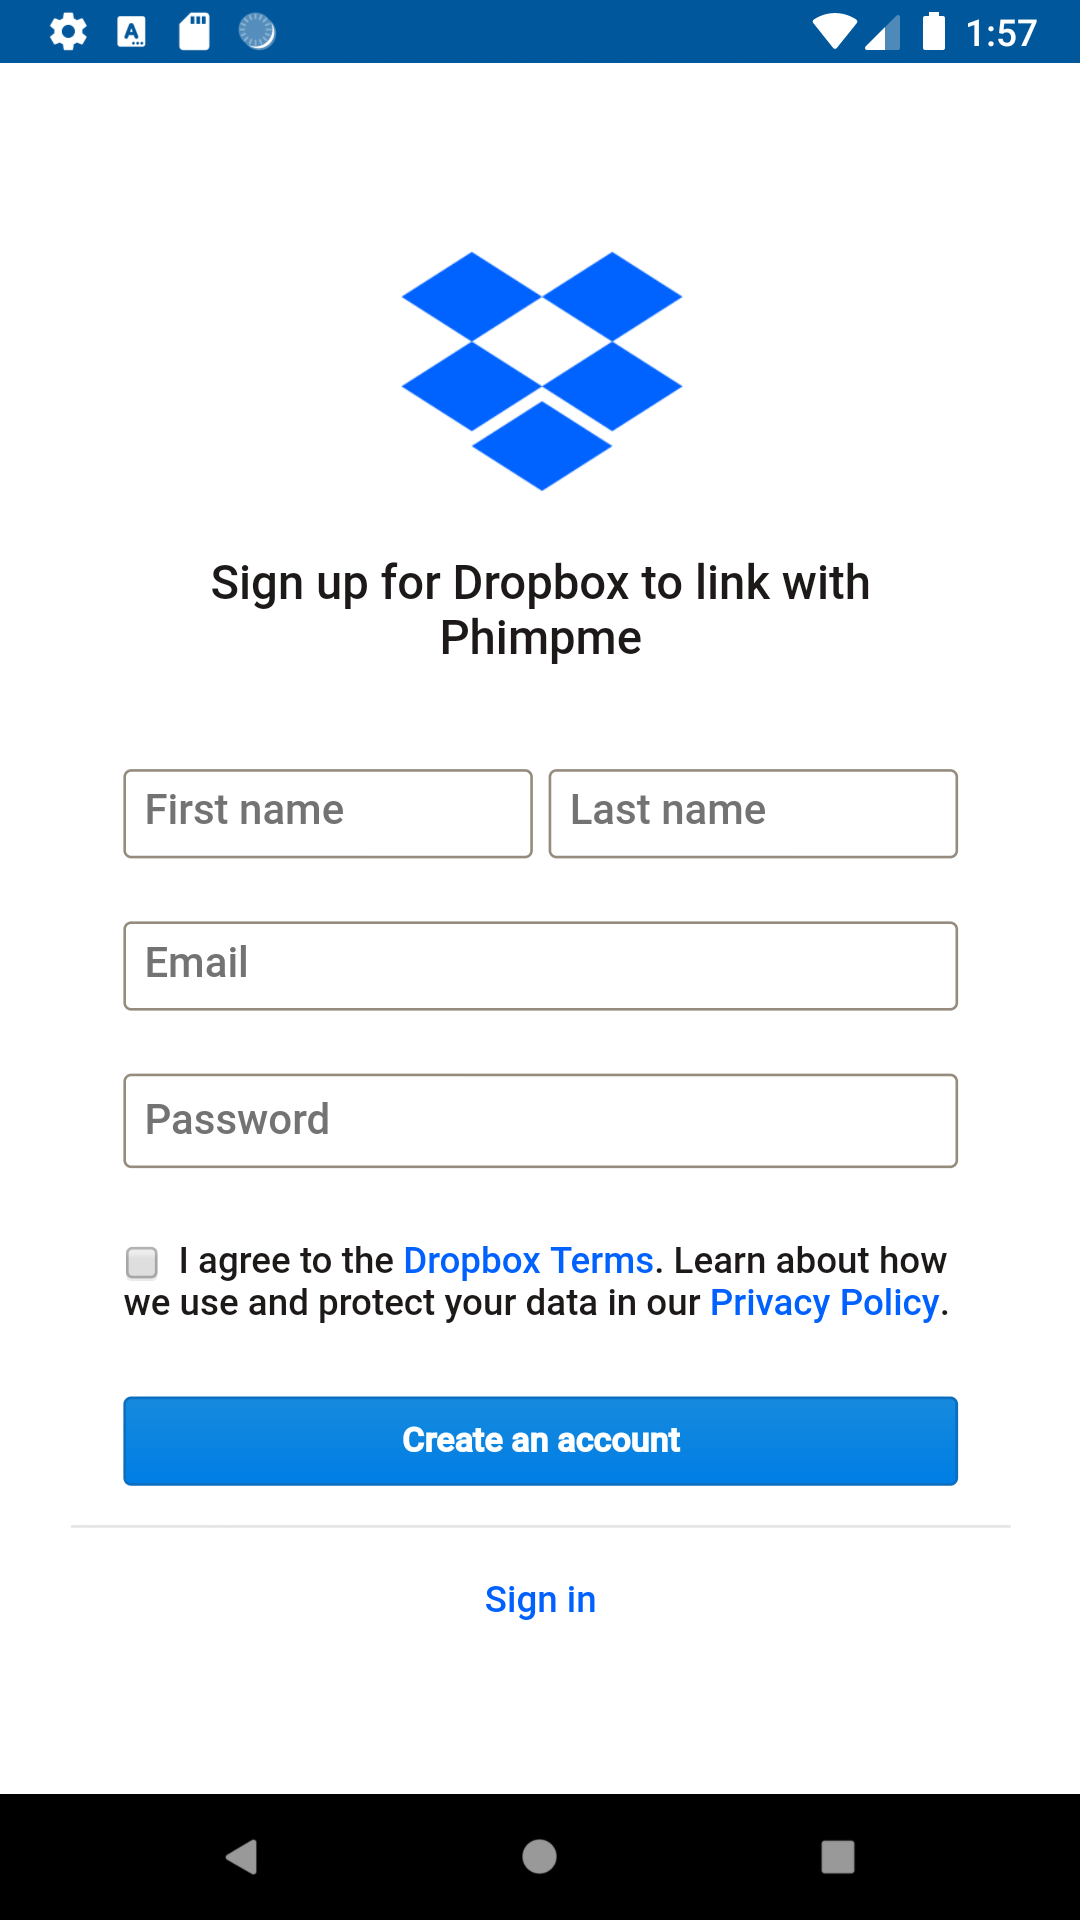 1:57
Sign up for Dropbox to link with
Phimpme
First name
Last name
Email
Password
I agree to the Dropbox Terms. Learn about how
we use and protect your data in our Privacy Policy.
Create an account
Sign in